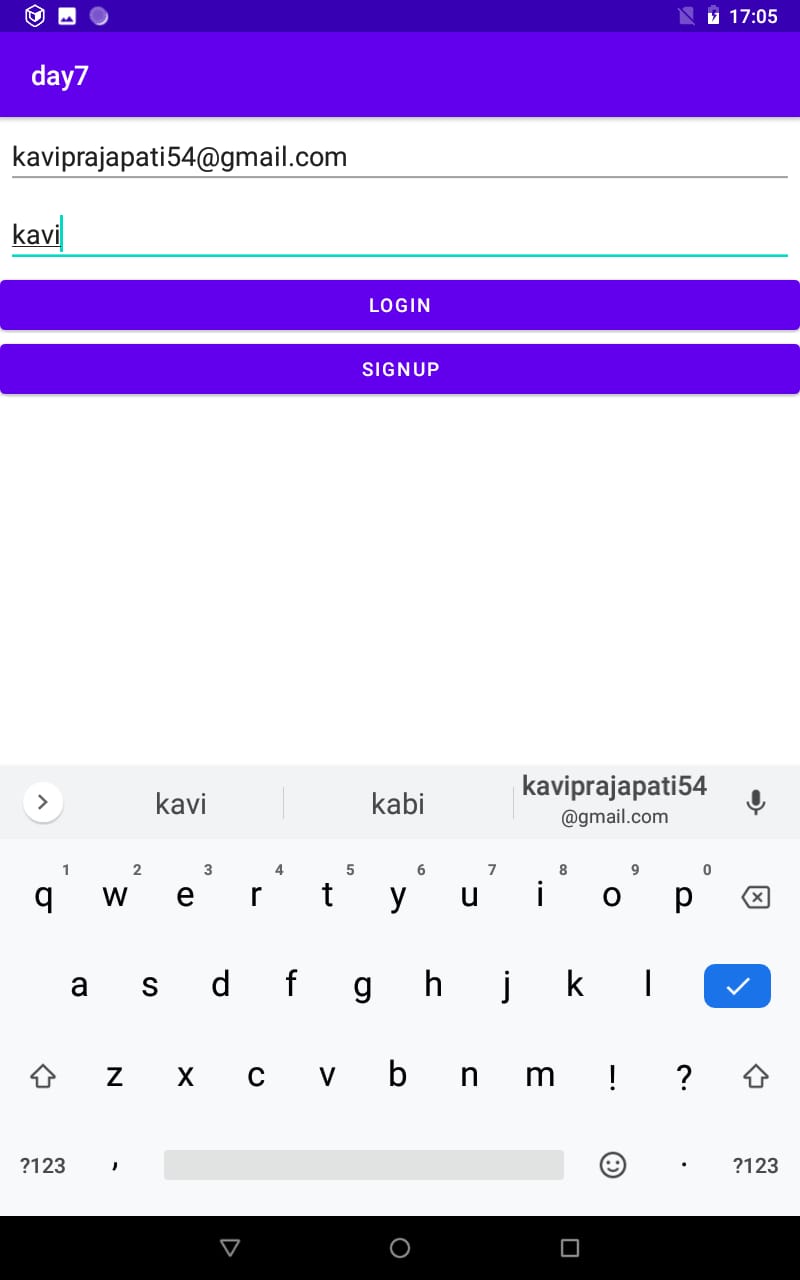 17:05
day7
kaviprajapati54@gmail.com
kavi
LOGIN
SIGNUP
kavi kabi kaviprajapati54
@gmail.com
1 2 3 4 5 6 7 8 9 0
q w e r t y u i o p
a s d f g h j k l
z x c v b n m ! ?
?123 , . ?123